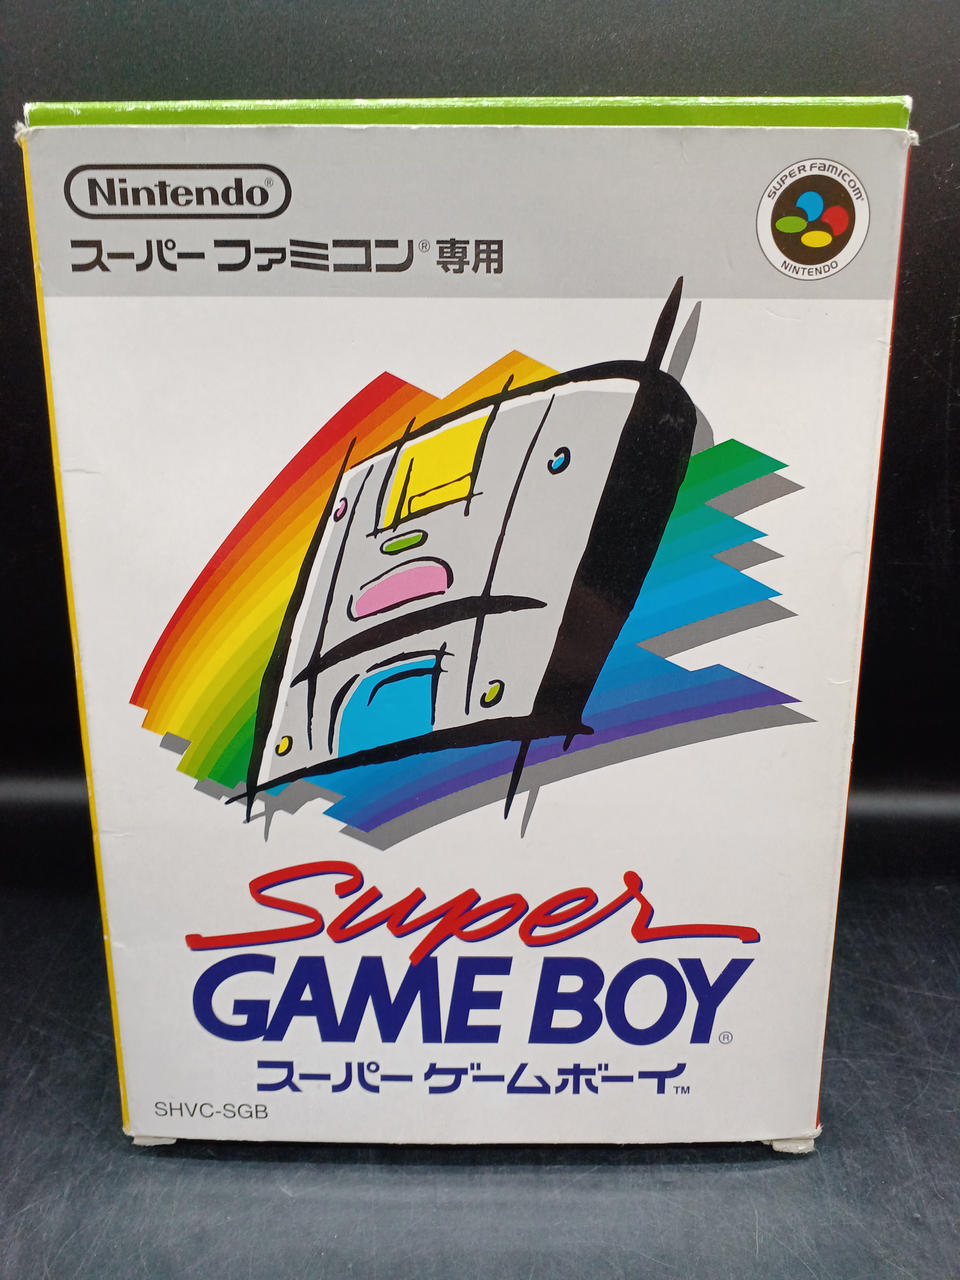 Nintendo®
スーパーファミコン® 専用
SUPER FAMICOM®
NINTENDO
Super
GAME BOY®
スーパーゲームボーイ™
SHVC-SGB